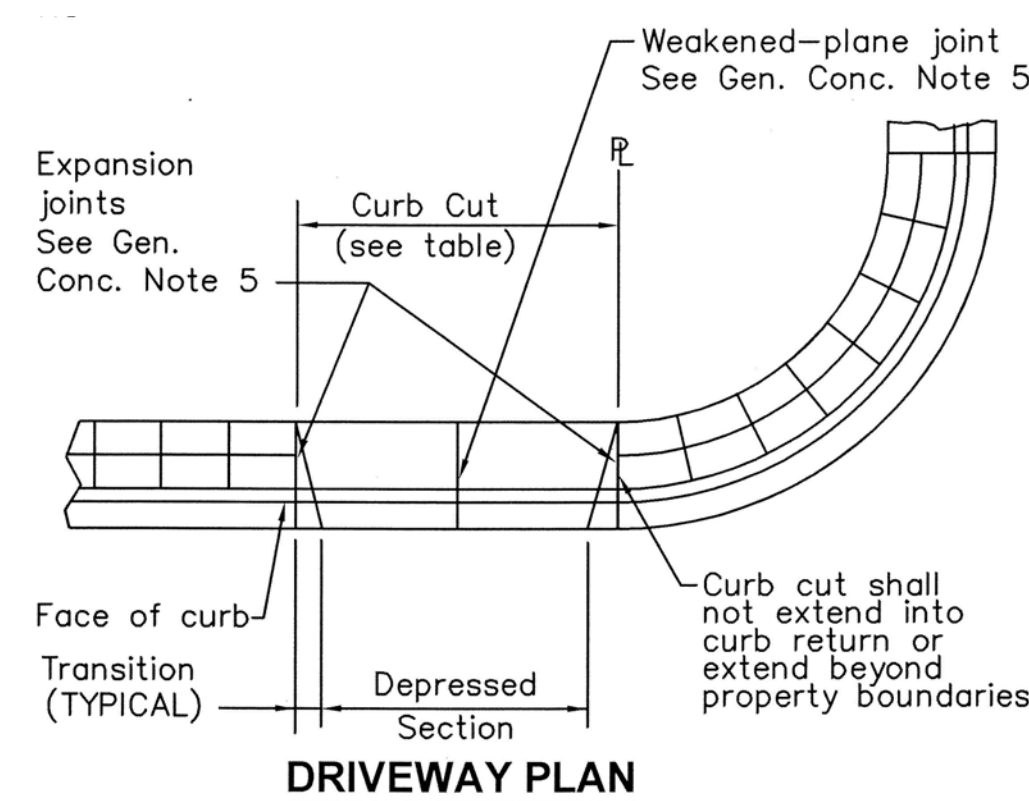 Weakened-plane joint
See Gen. Conc. Note 5
PL
Expansion
joints
See Gen.
Conc. Note 5
Curb Cut
(see table)
Face of curb
Transition
(TYPICAL)
Depressed
Section
Curb cut shall
not extend into
curb return or
extend beyond
property boundaries
DRIVEWAY PLAN